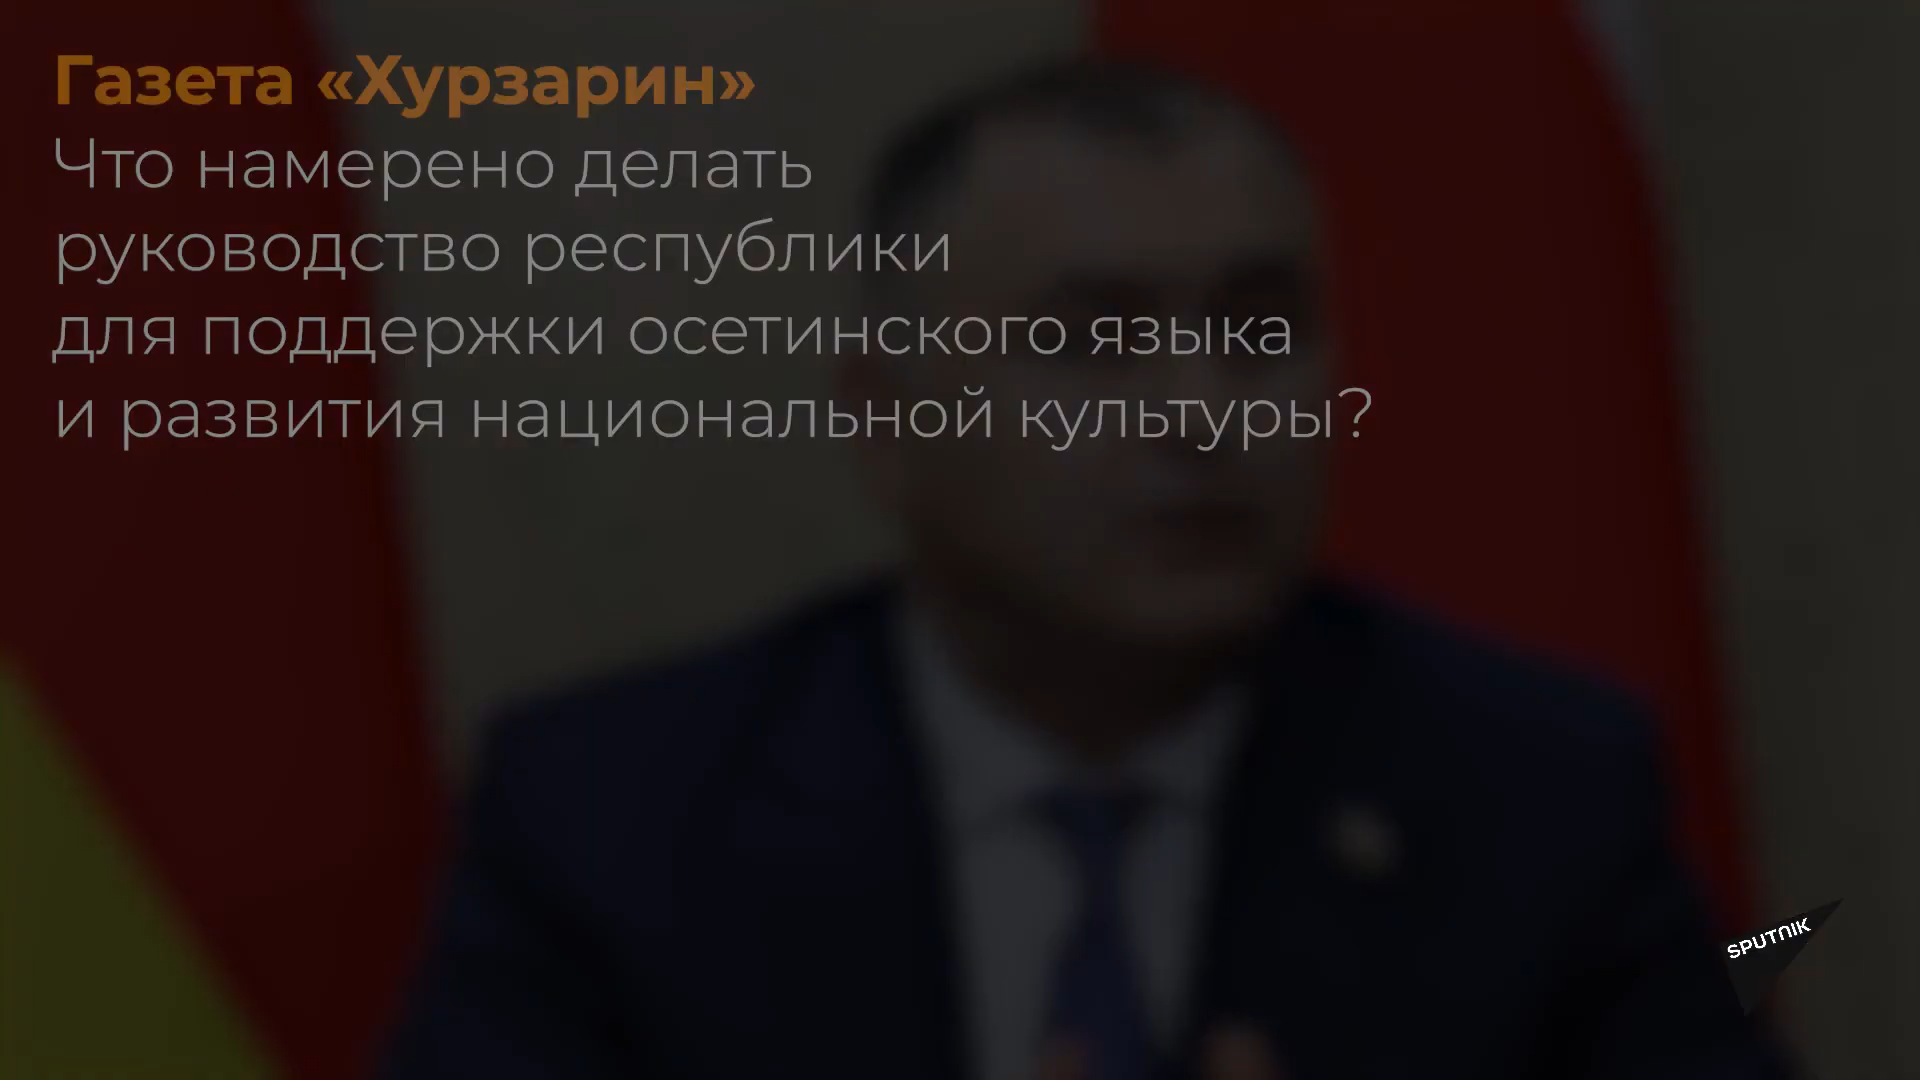 Газета «Хурзарин»
Что намерено делать
руководство республики
для поддержки осетинского языка
и развития национальной культуры?
SPUTNIK